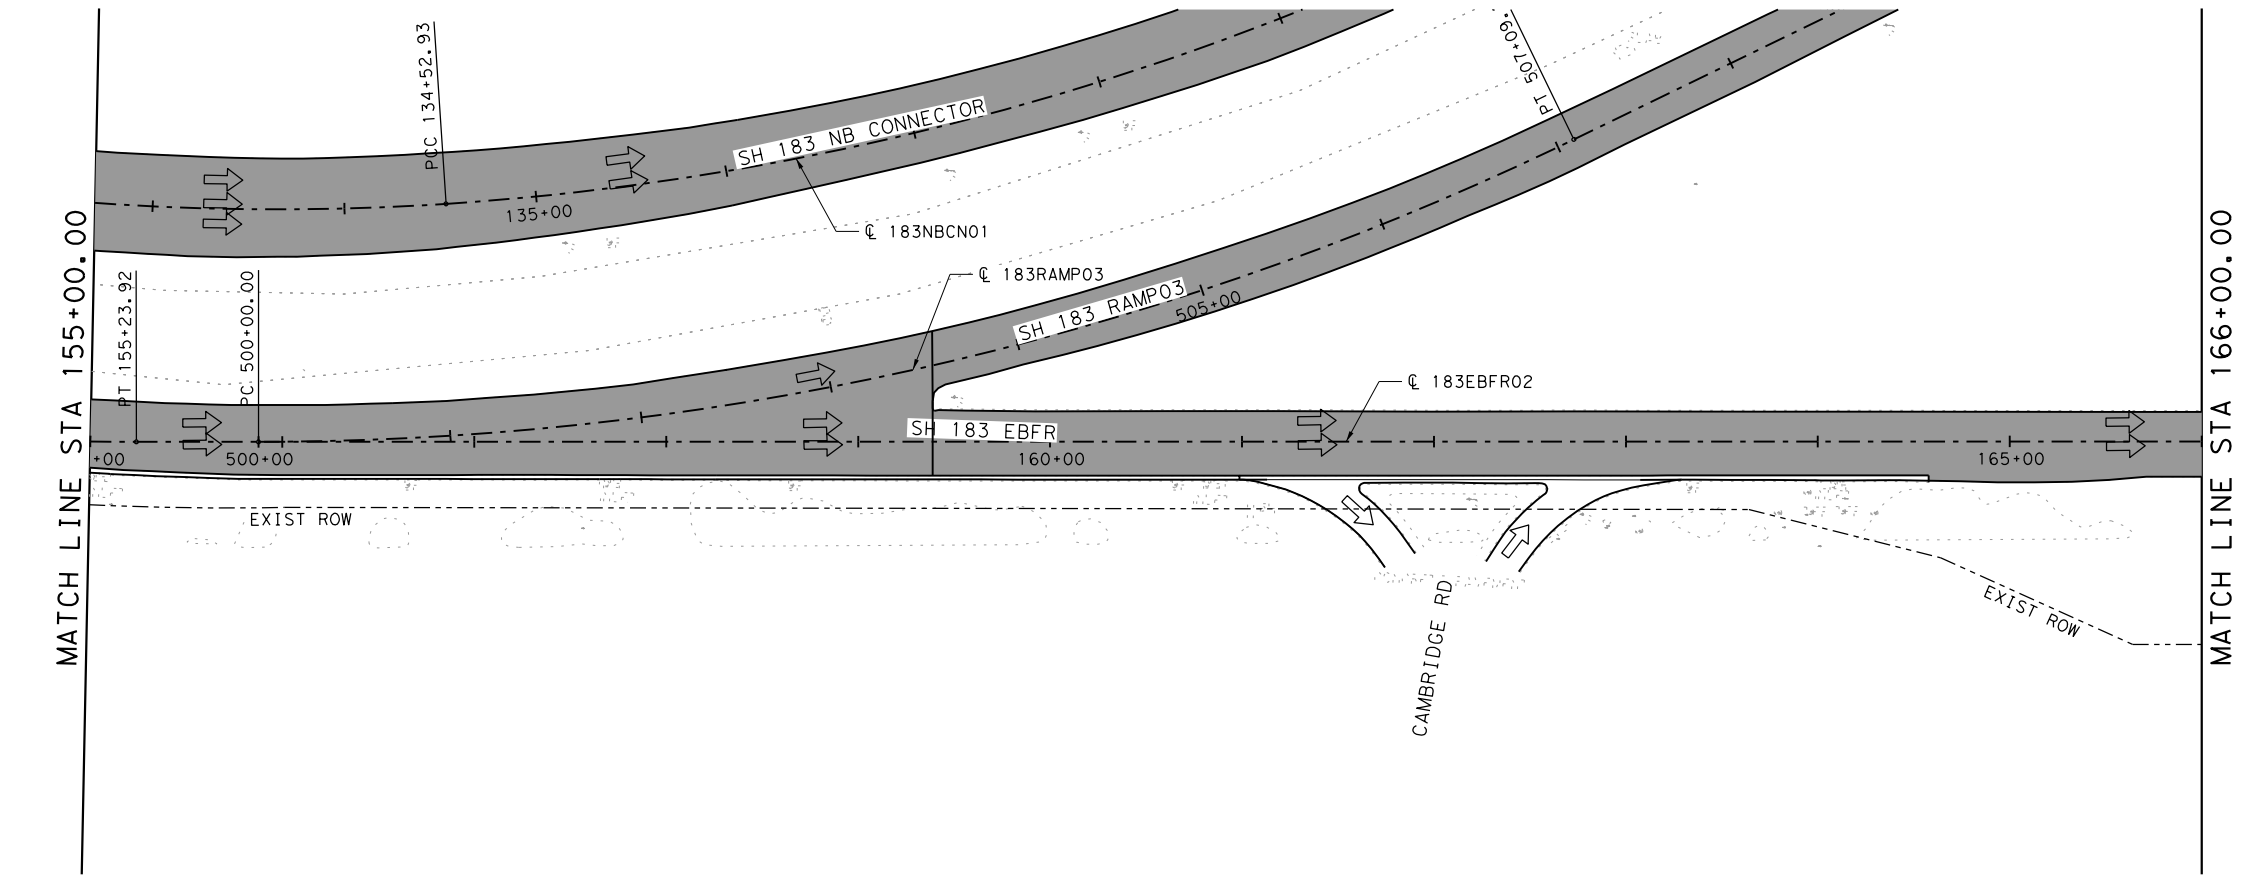 PCC 134+52.93
PT 507+09.
SH 183 NB CONNECTOR
135+00
℄ 183NBCN01
MATCH LINE STA 155+00.00
PT 155+23.92
PC 500+00.00
℄ 183RAMP03
SH 183 RAMP03
505+00
℄ 183EBFR02
MATCH LINE STA 166+00.00
SH 183 EBFR
+00
500+00
160+00
165+00
EXIST ROW
EXIST ROW
CAMBRIDGE RD